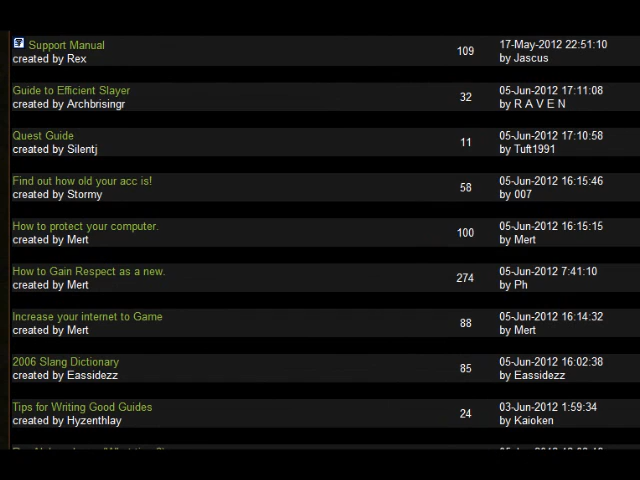 Support Manual
created by Rex
109
17-May-2012 22:51:10
by Jascus
Guide to Efficient Slayer
created by Archbrisingr
32
05-Jun-2012 17:11:08
by R A V E N
Quest Guide
created by Silentj
11
05-Jun-2012 17:10:58
by Tuft1991
Find out how old your acc is!
created by Stormy
58
05-Jun-2012 16:15:46
by 007
How to protect your computer.
created by Mert
100
05-Jun-2012 16:15:15
by Mert
How to Gain Respect as a new.
created by Mert
274
05-Jun-2012 7:41:10
by Ph
Increase your internet to Game
created by Mert
88
05-Jun-2012 16:14:32
by Mert
2006 Slang Dictionary
created by Eassidezz
85
05-Jun-2012 16:02:38
by Eassidezz
Tips for Writing Good Guides
created by Hyzenthlay
24
03-Jun-2012 1:59:34
by Kaioken